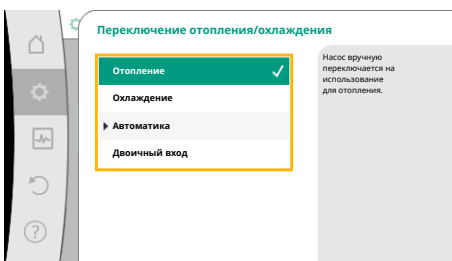 Переключение отопления/охлаждения
Отопление
Охлаждение
Автоматика
Двоичный вход
Насос вручную
переключается на
использование
для отопления.